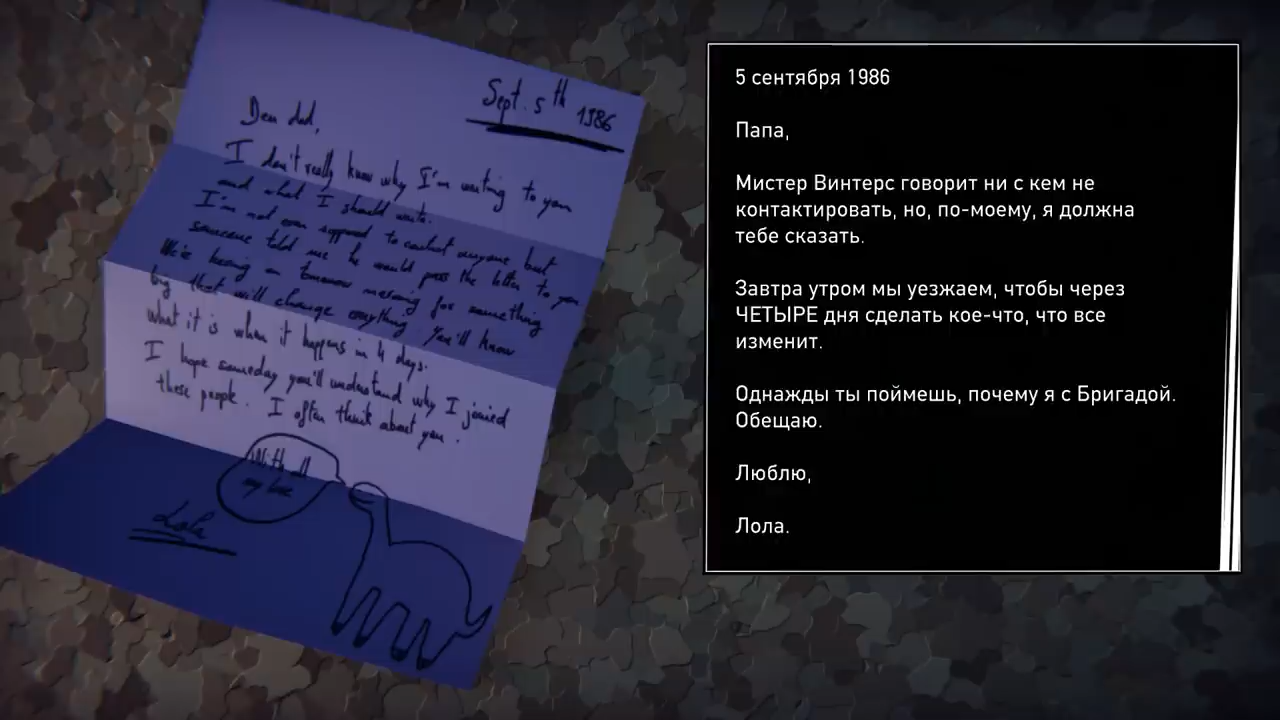 Sept. 5th 1986
Dear dad,
I don't really know why I'm writing to you
and what I should write.
I'm not even supposed to contact anyone but
someone told me he would pass the letter to you
We're leaving on tomorrow morning for something
big that will change everything. You'll know
what it is when it happens in 4 days.
I hope someday you'll understand why I joined
these people. I often think about you.
With all
my love
Lola
5 сентября 1986
Папа,
Мистер Винтерс говорит ни с кем не
контактировать, но, по-моему, я должна
тебе сказать.
Завтра утром мы уезжаем, чтобы через
ЧЕТЫРЕ дня сделать кое-что, что все
изменит.
Однажды ты поймешь, почему я с Бригадой.
Обещаю.
Люблю,
Лола.